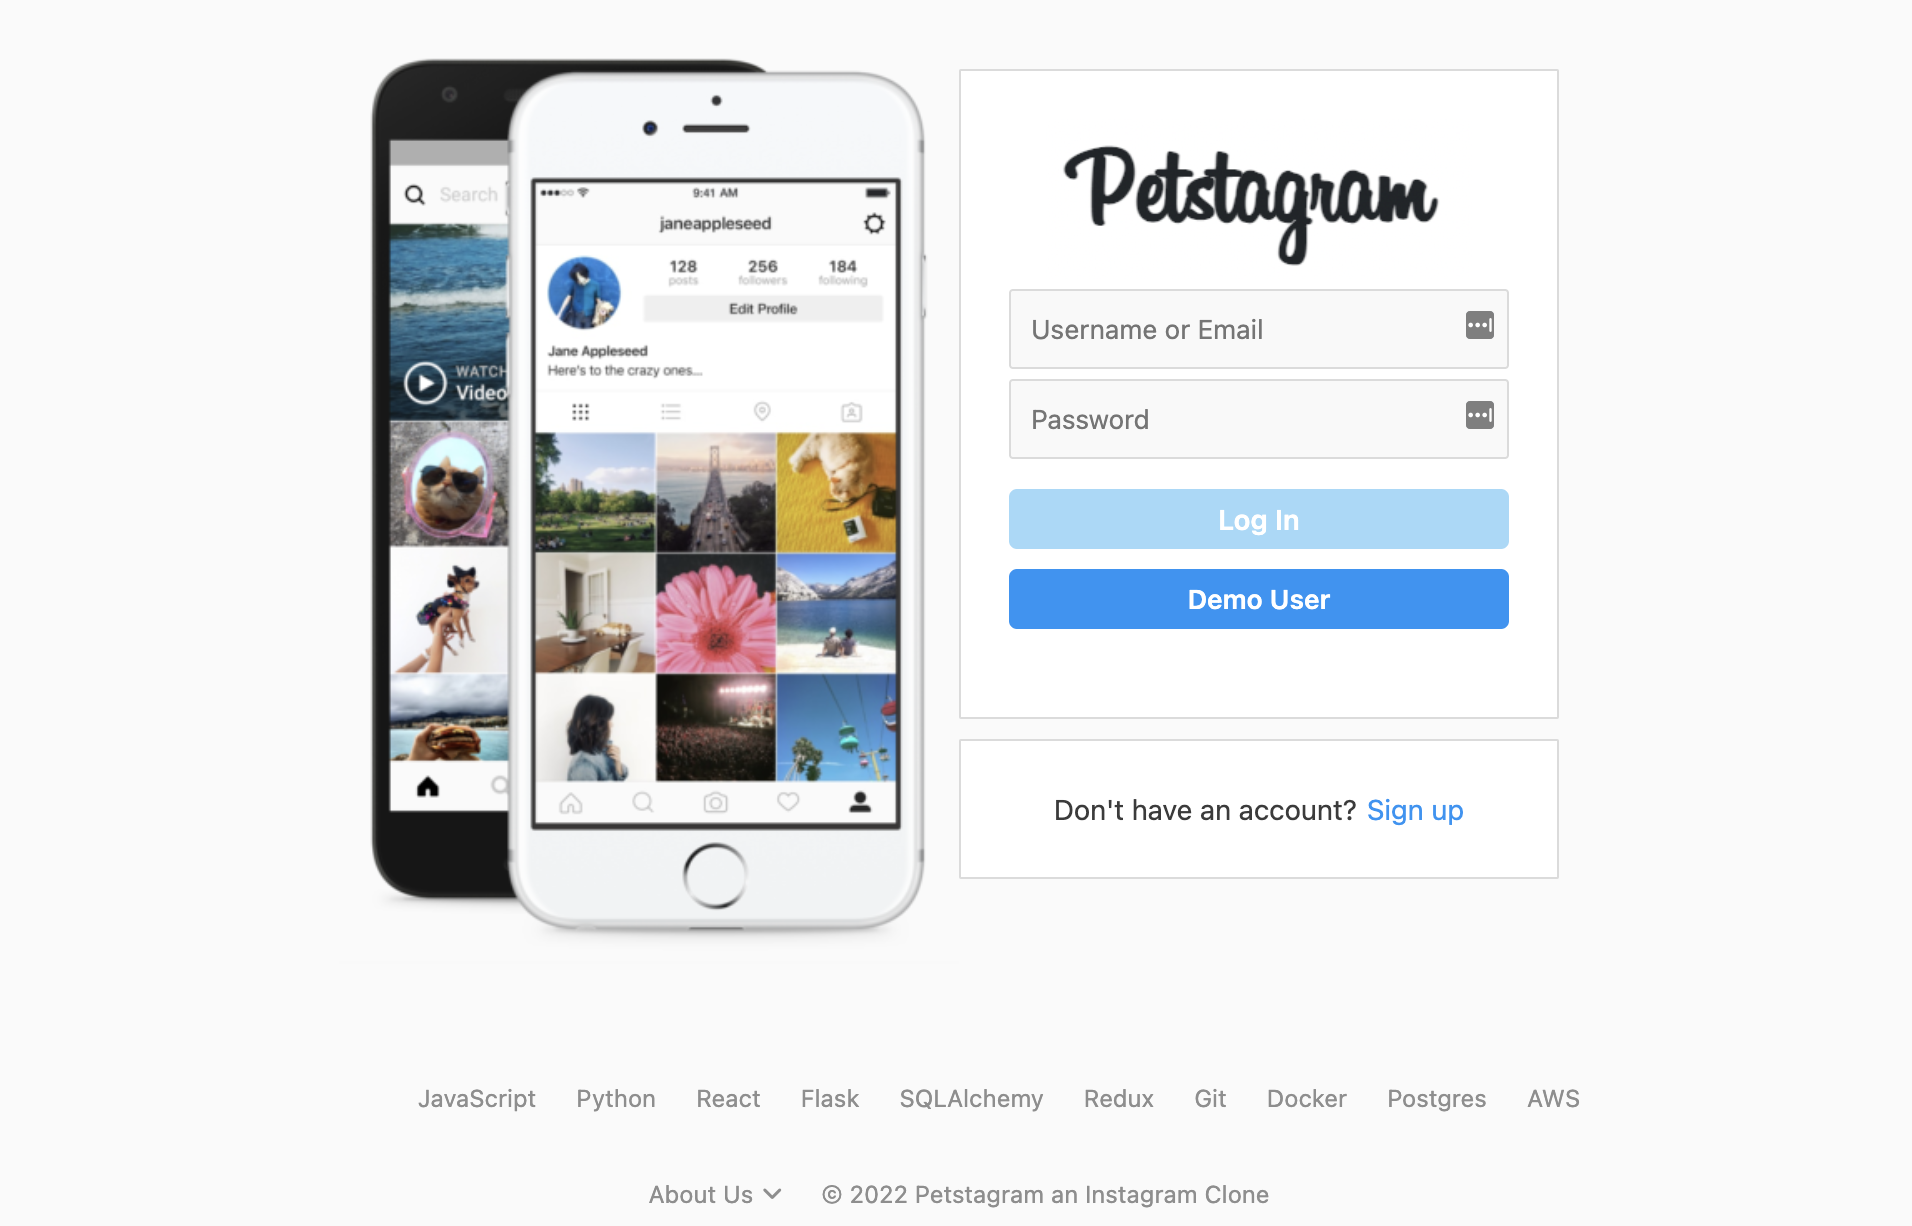 Search
WATCH
Video
9:41 AM
janeappleseed
128 256 184
posts followers following
Edit Profile
Jane Appleseed
Here's to the crazy ones...
Petstagram
Username or Email
Password
Log In
Demo User
Don't have an account? Sign up
JavaScript Python React Flask SQLAlchemy Redux Git Docker Postgres AWS
About Us © 2022 Petstagram an Instagram Clone